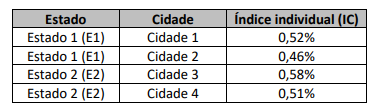 Estado Cidade Índice individual (IC)
Estado 1 (E1) Cidade 1 0,52%
Estado 1 (E1) Cidade 2 0,46%
Estado 2 (E2) Cidade 3 0,58%
Estado 2 (E2) Cidade 4 0,51%